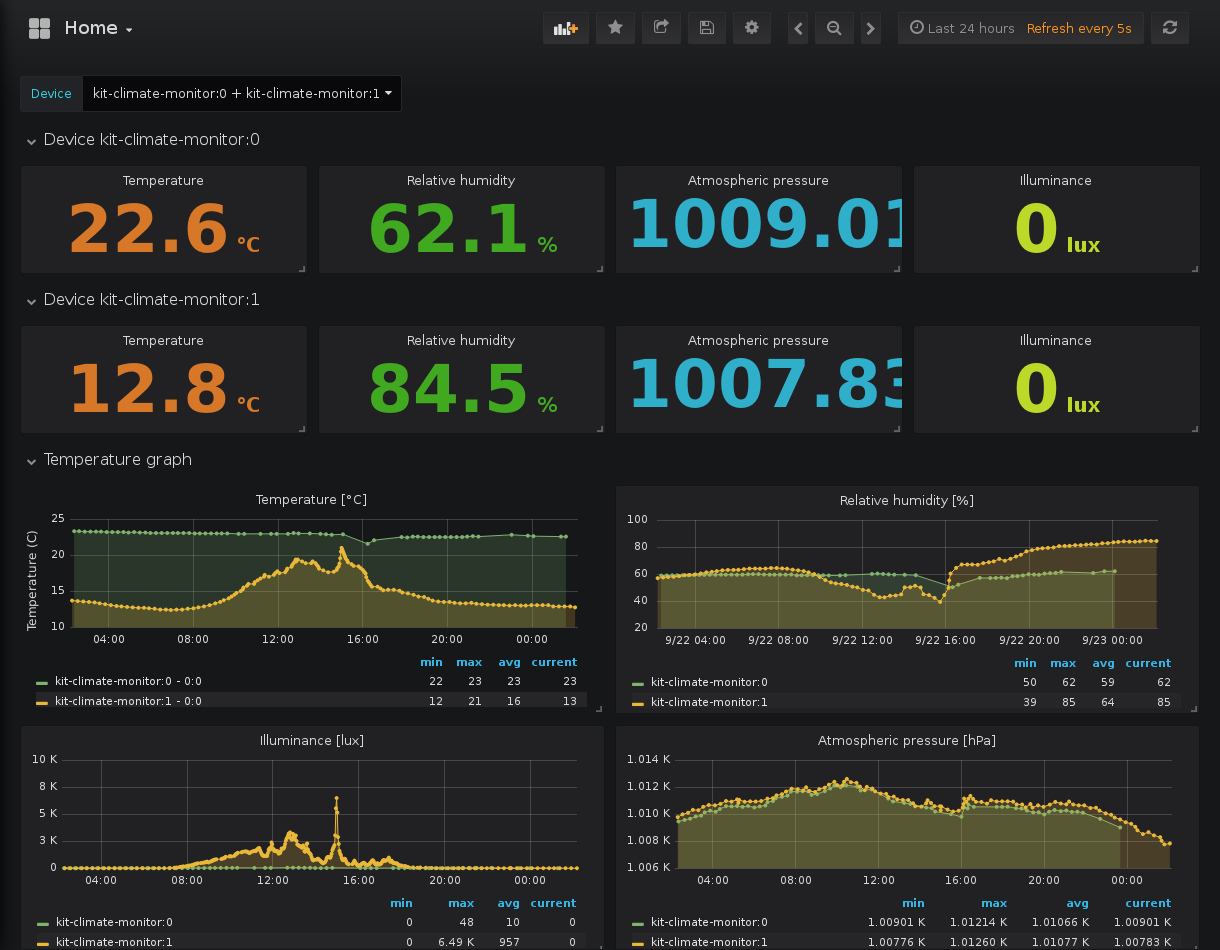 Home
Last 24 hours Refresh every 5s
Device kit-climate-monitor:0 + kit-climate-monitor:1
Device kit-climate-monitor:0
Temperature Relative humidity Atmospheric pressure Illuminance
22.6 °C 62.1 % 1009.01 0 lux
Device kit-climate-monitor:1
Temperature Relative humidity Atmospheric pressure Illuminance
12.8 °C 84.5 % 1007.83 0 lux
Temperature graph
Temperature [°C]
Temperature (C)
25
20
15
10
04:00 08:00 12:00 16:00 20:00 00:00
min max avg current
kit-climate-monitor:0 - 0:0 22 23 23 23
kit-climate-monitor:1 - 0:0 12 21 16 13
Relative humidity [%]
100
80
60
40
20
9/22 04:00 9/22 08:00 9/22 12:00 9/22 16:00 9/22 20:00 9/23 00:00
min max avg current
kit-climate-monitor:0 50 62 59 62
kit-climate-monitor:1 39 85 64 85
Illuminance [lux]
10 K
8 K
5 K
3 K
0
04:00 08:00 12:00 16:00 20:00 00:00
min max avg current
kit-climate-monitor:0 0 48 10 0
kit-climate-monitor:1 0 6.49 K 957 0
Atmospheric pressure [hPa]
1.014 K
1.012 K
1.010 K
1.008 K
1.006 K
04:00 08:00 12:00 16:00 20:00 00:00
min max avg current
kit-climate-monitor:0 1.00901 K 1.01214 K 1.01066 K 1.00901 K
kit-climate-monitor:1 1.00776 K 1.01260 K 1.01077 K 1.00783 K